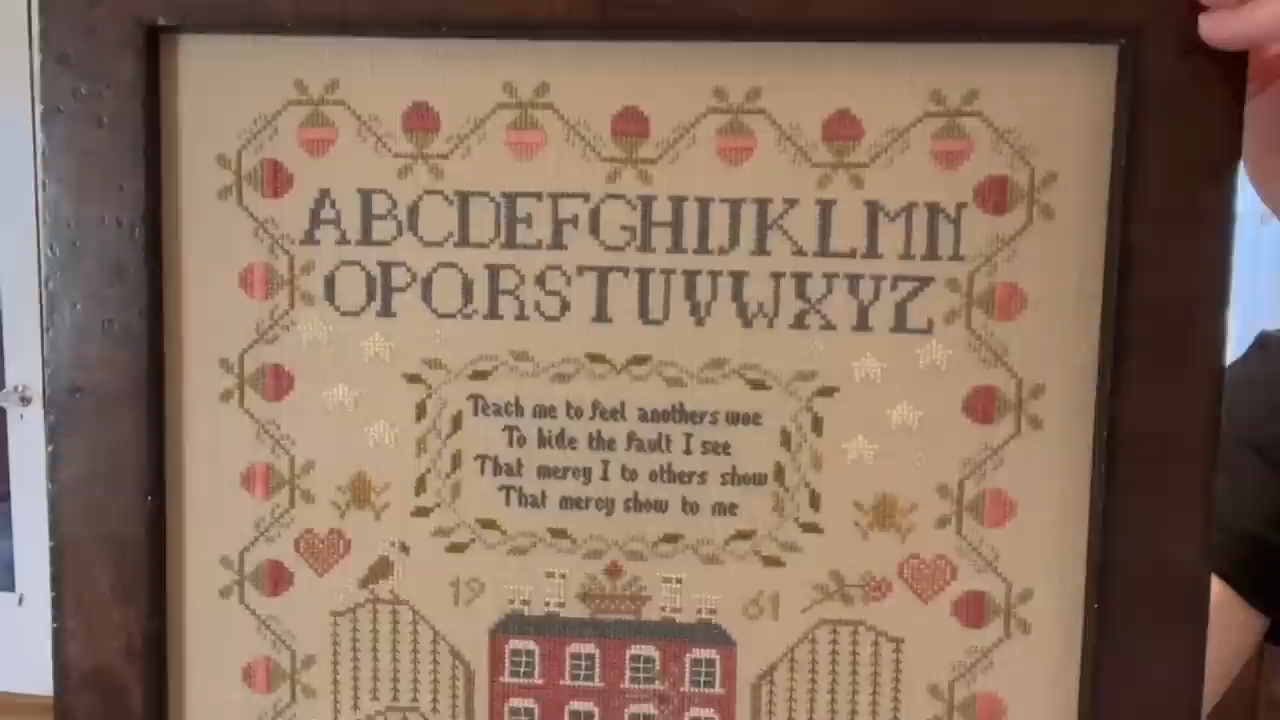 ABCDEFGHIJKLMN
OPQRSTUVWXYZ
Teach me to feel anothers woe
To hide the fault I see
That mercy I to others show
That mercy show to me
19 61